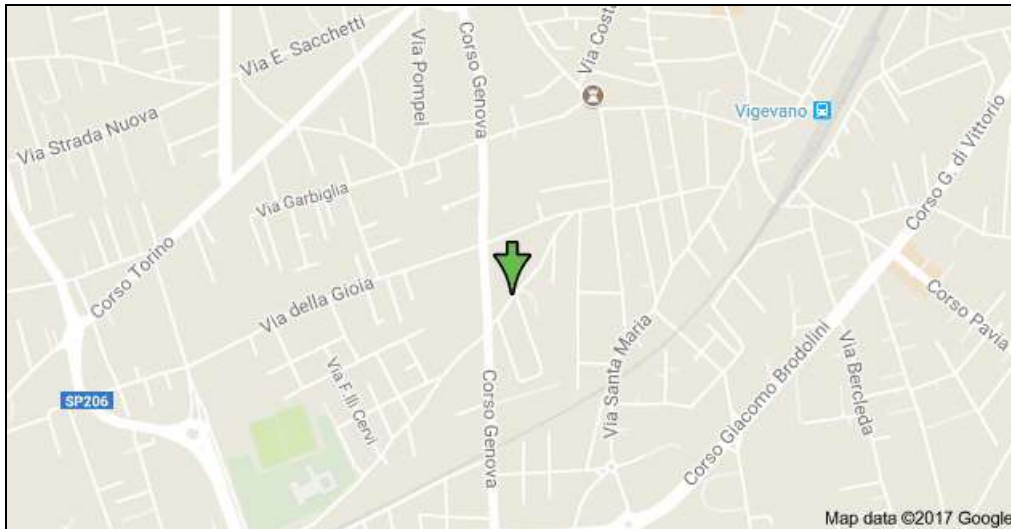 Via E. Sacchetti
Via Pompei
Corso Genova
Via Costa
Vigevano
Corso G. di Vittorio
Via Strada Nuova
Via Garbiglia
Corso Torino
Via della Gioia
Via F.lli Cervi
Corso Genova
Via Santa Maria
Corso Giacomo Brodolini
Via Bercleda
Corso Pavia
SP206
Map data ©2017 Google